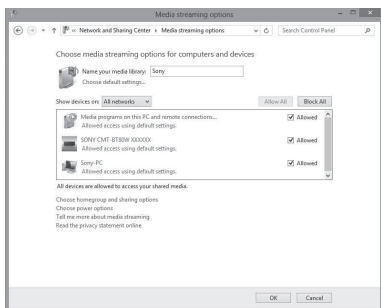 Media streaming options
« Network and Sharing Center ▸ Media streaming options
Search Control Panel
Choose media streaming options for computers and devices
Name your media library: Sony
Choose default settings...
Show devices on: All networks
Allow All
Block All
Media programs on this PC and remote connections...
Allowed access using default settings.
Allowed
SONY CMT-BT80W XXXXXX
Allowed access using default settings.
Allowed
Sony-PC
Allowed access using default settings.
Allowed
All devices are allowed to access your shared media.
Choose homegroup and sharing options
Choose power options
Tell me more about media streaming
Read the privacy statement online
OK
Cancel